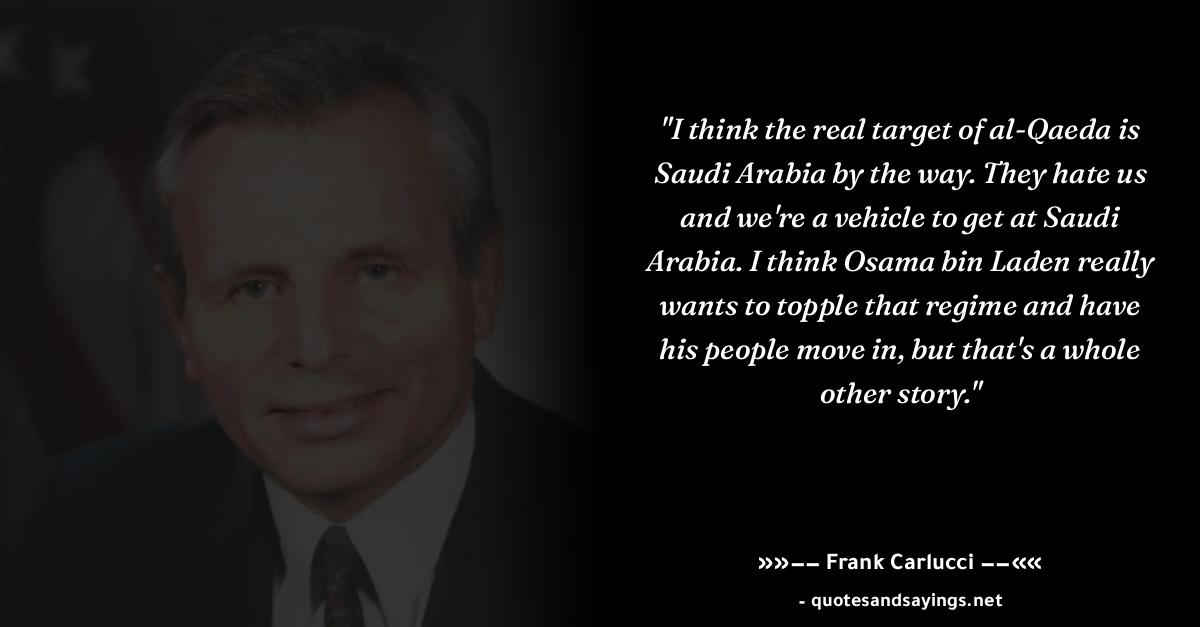 "I think the real target of al-Qaeda is
Saudi Arabia by the way. They hate us
and we're a vehicle to get at Saudi
Arabia. I think Osama bin Laden really
wants to topple that regime and have
his people move in, but that's a whole
other story."
»»–– Frank Carlucci ––««
- quotesandsayings.net